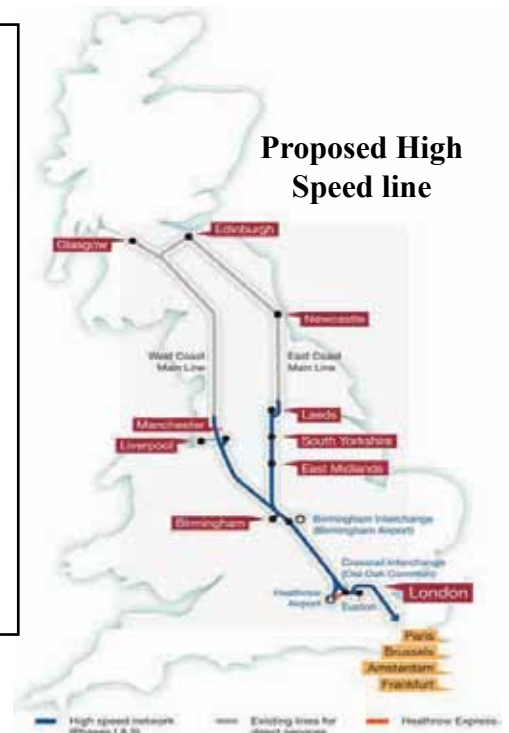 Proposed High
Speed line
Edinburgh
Glasgow
Newcastle
West Coast
Main Line
East Coast
Main Line
Leeds
Manchester
South Yorkshire
Liverpool
East Midlands
Birmingham
Birmingham Interchange
(Birmingham Airport)
Crossrail Interchange
(Old Oak Common)
Heathrow
Airport
London
Euston
Paris
Brussels
Amsterdam
Frankfurt
High speed network
Existing lines for
direct services
Heathrow Express